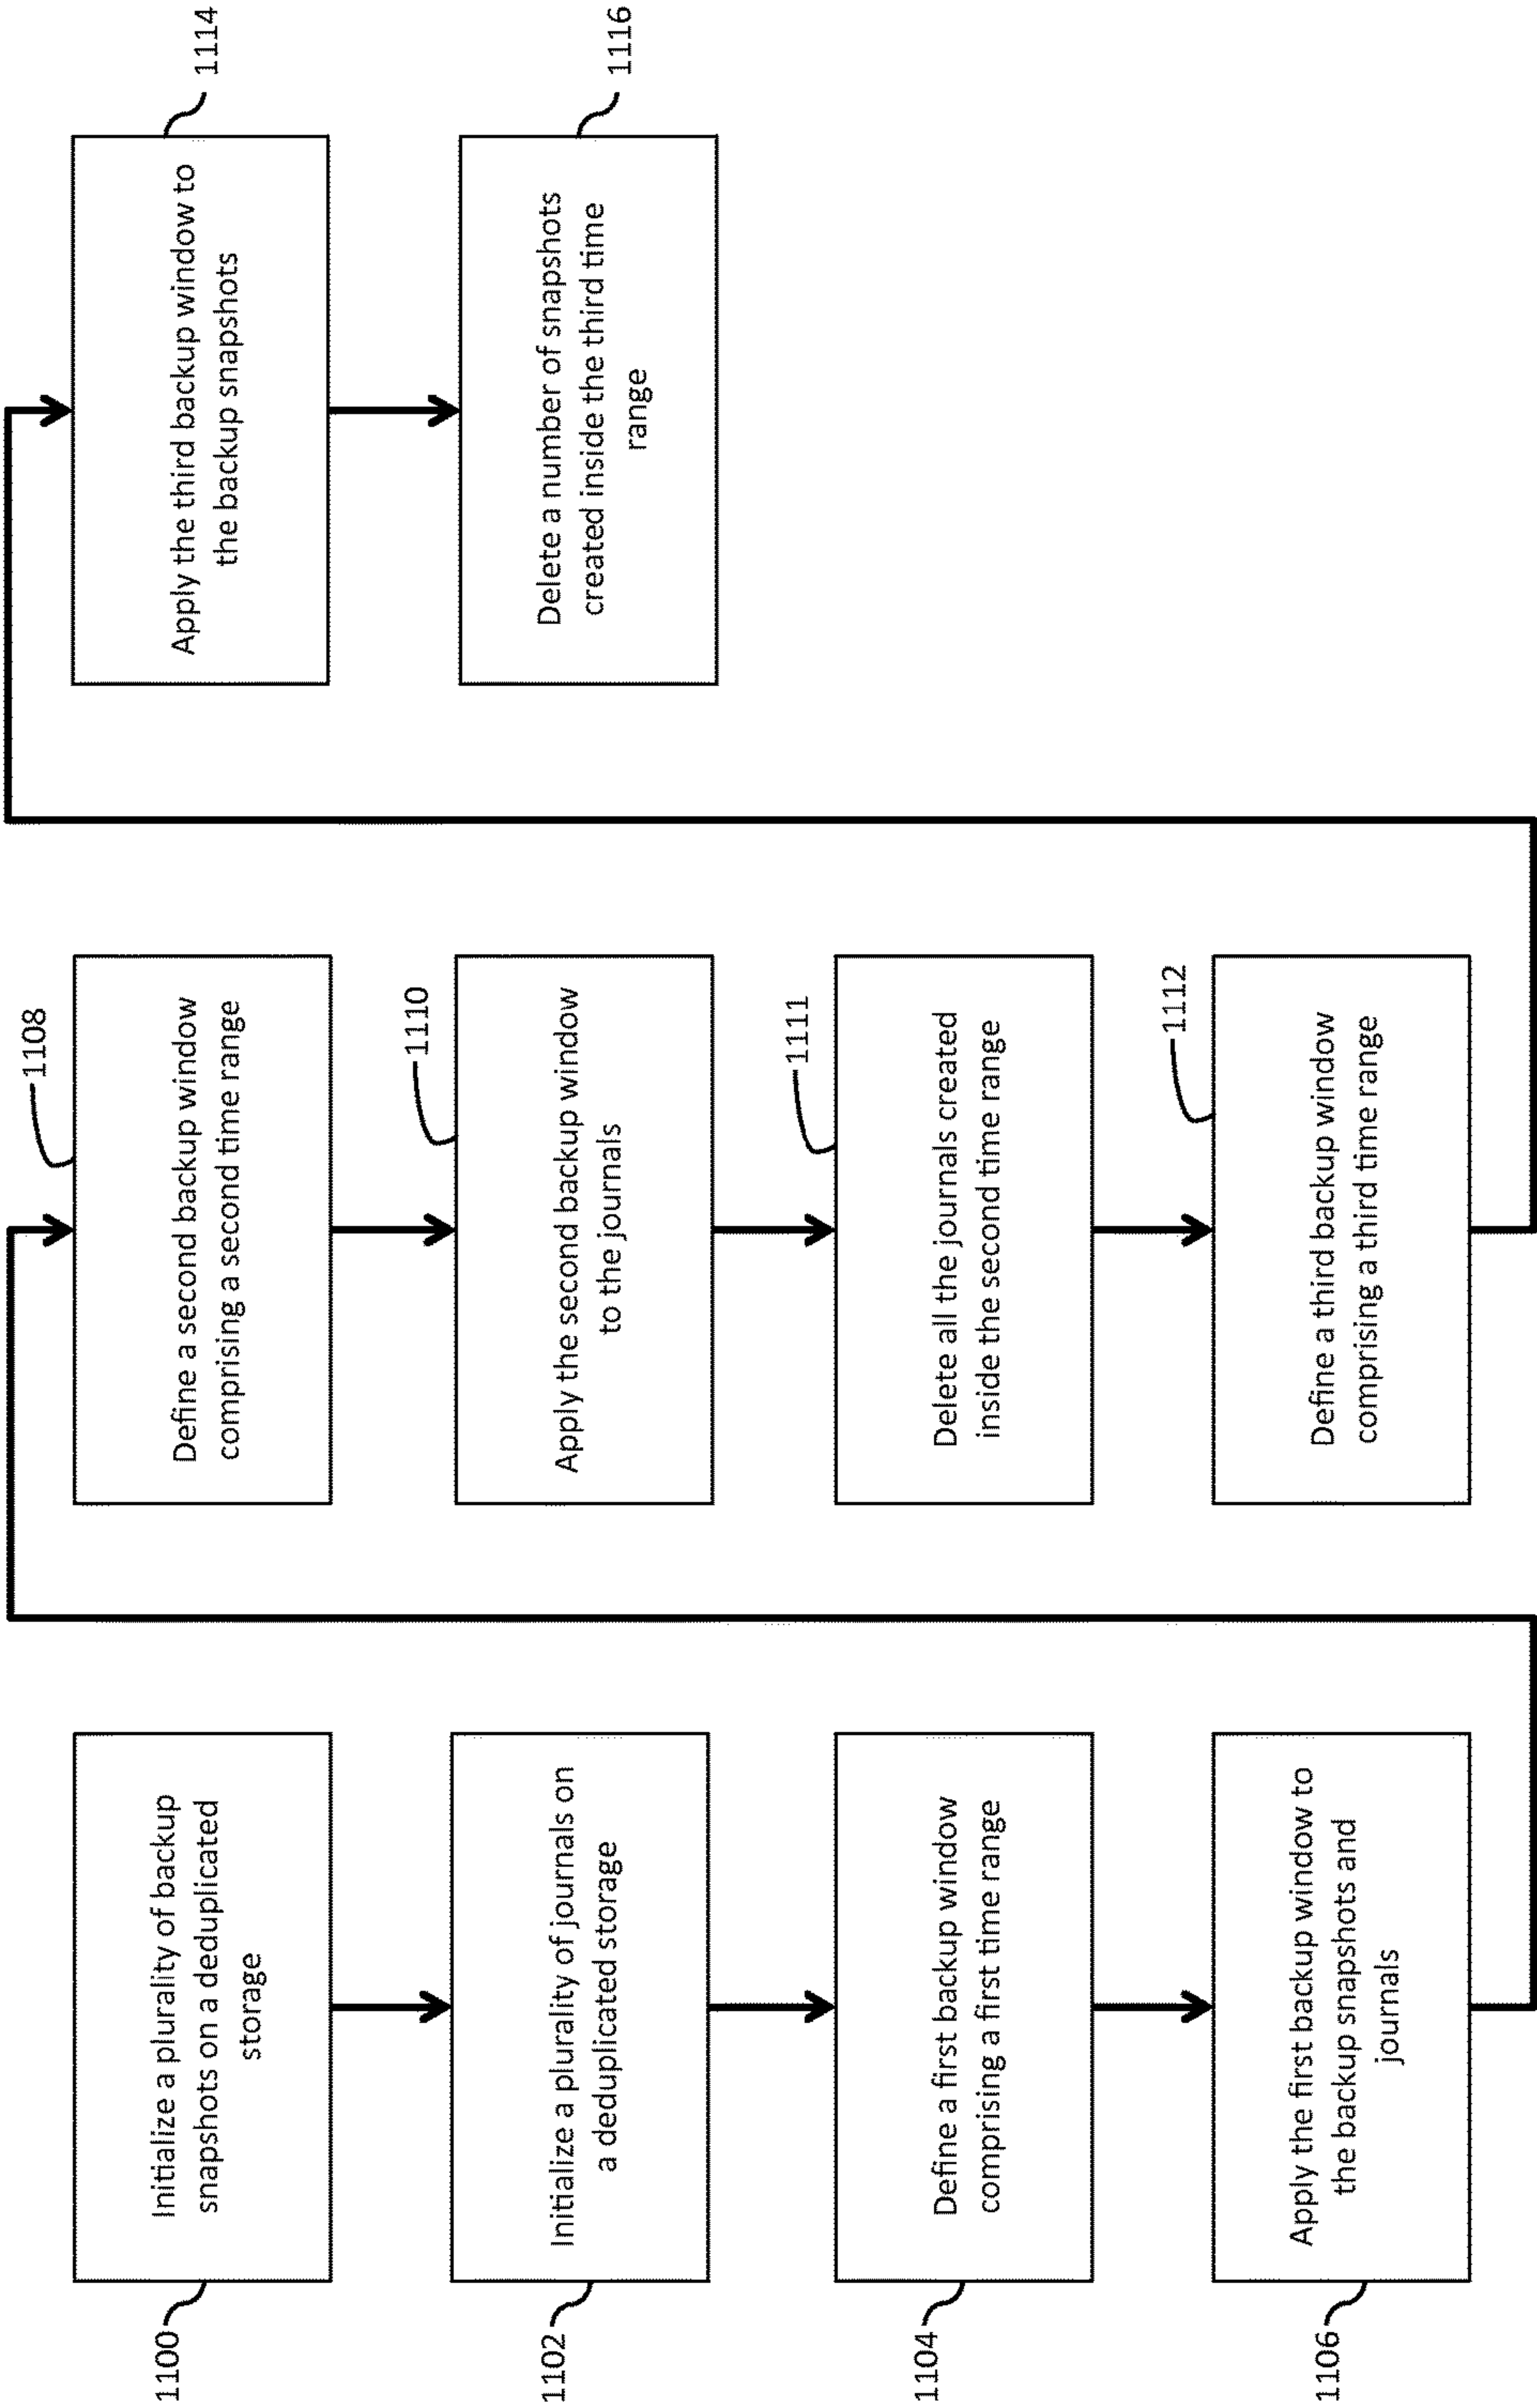 1100
Initialize a plurality of backup
snapshots on a deduplicated
storage
1102
Initialize a plurality of journals on
a deduplicated storage
1104
Define a first backup window
comprising a first time range
1106
Apply the first backup window to
the backup snapshots and
journals
1108
Define a second backup window
comprising a second time range
1110
Apply the second backup window
to the journals
1111
Delete all the journals created
inside the second time range
1112
Define a third backup window
comprising a third time range
1114
Apply the third backup window to
the backup snapshots
1116
Delete a number of snapshots
created inside the third time
range